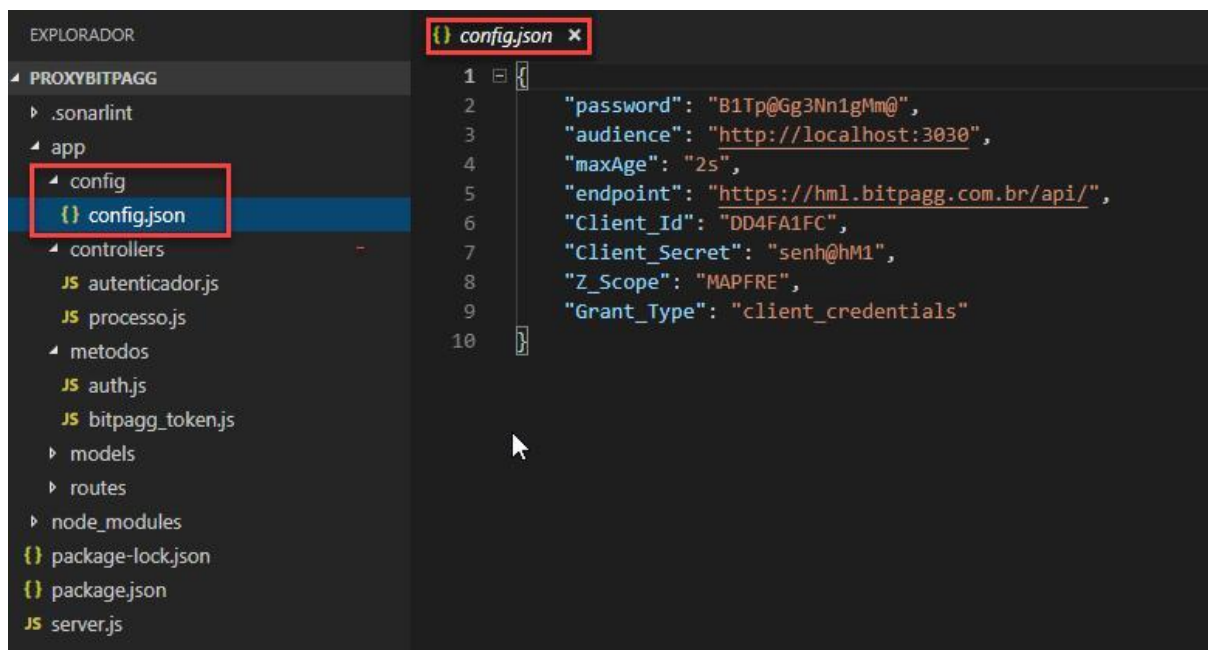 EXPLORADOR
PROXYBITPAGG
.sonarlint
app
config
{} config.json
controllers
JS autenticador.js
JS processo.js
metodos
JS auth.js
JS bitpagg_token.js
models
routes
node_modules
{} package-lock.json
{} package.json
JS server.js
{} config.json ×
1 {
2 "password": "B1Tp@Gg3Nn1gMm@",
3 "audience": "http://localhost:3030",
4 "maxAge": "2s",
5 "endpoint": "https://hml.bitpagg.com.br/api/",
6 "Client_Id": "DD4FA1FC",
7 "Client_Secret": "senh@hM1",
8 "Z_Scope": "MAPFRE",
9 "Grant_Type": "client_credentials"
10 }